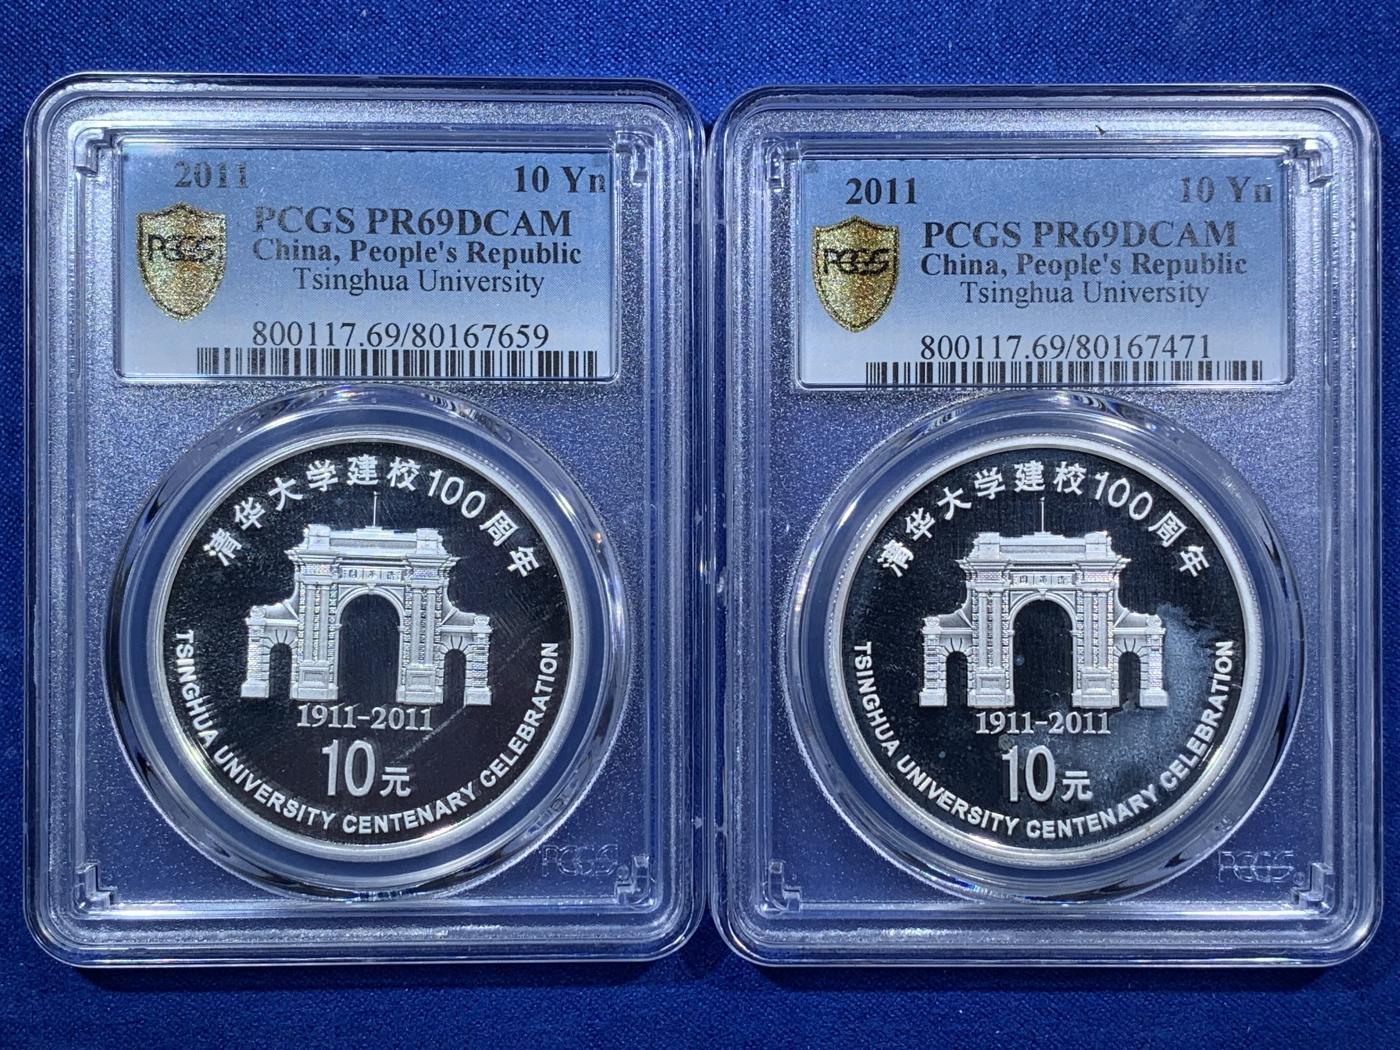 2011 10 Yn
PCGS PR69DCAM
PCGS
China, People's Republic
Tsinghua University
800117.69/80167659
清华大学建校100周年
1911-2011
10元
TSINGHUA UNIVERSITY CENTENARY CELEBRATION
PCGS
2011 10 Yn
PCGS PR69DCAM
PCGS
China, People's Republic
Tsinghua University
800117.69/80167471
清华大学建校100周年
1911-2011
10元
TSINGHUA UNIVERSITY CENTENARY CELEBRATION
PCGS